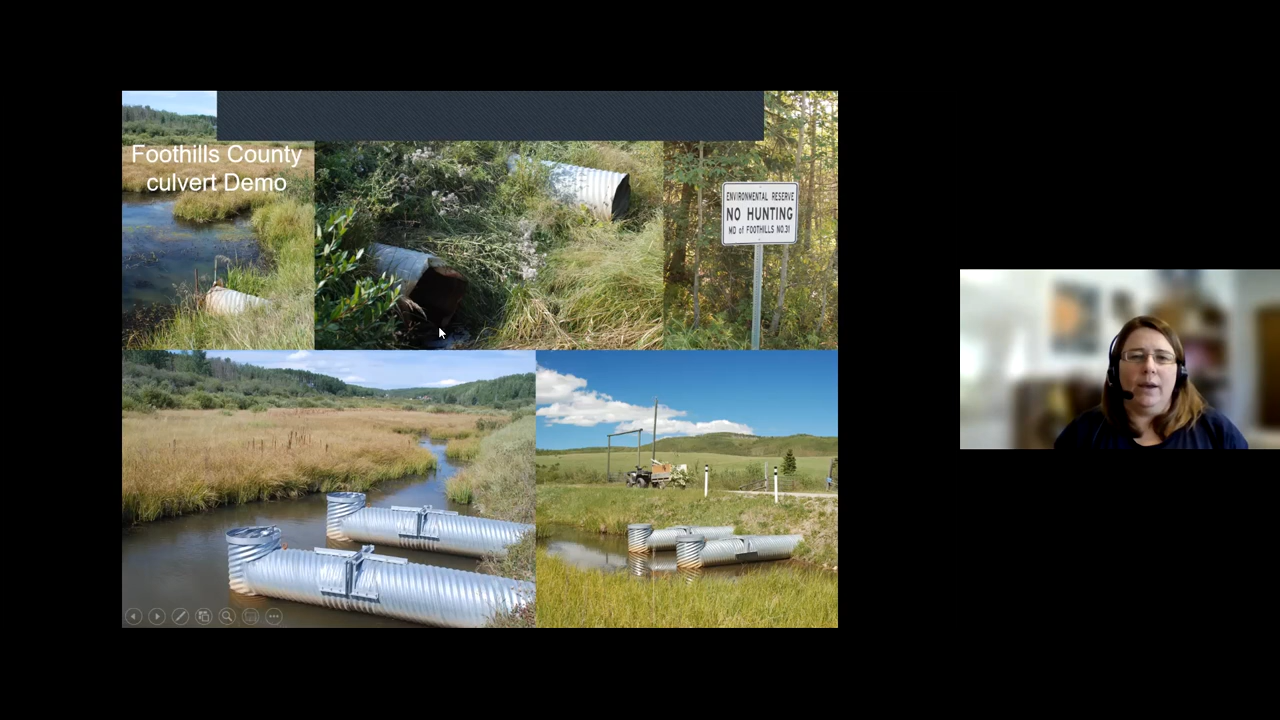 Foothills County
culvert Demo
ENVIRONMENTAL RESERVE
NO HUNTING
MD of FOOTHILLS NO.31